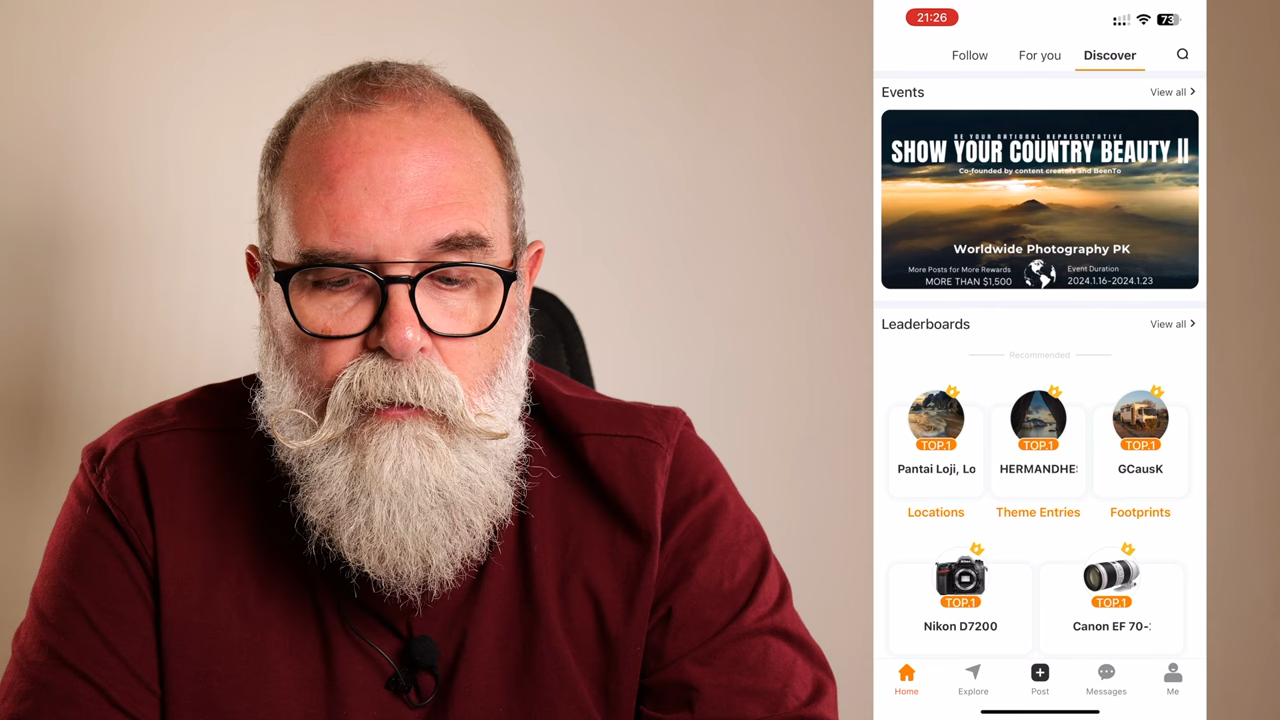 21:26
73
Follow For you Discover
Events View all
BE YOUR NATIONAL REPRESENTATIVE
SHOW YOUR COUNTRY BEAUTY II
Co-founded by content creators and BeenTo
Worldwide Photography PK
More Posts for More Rewards
MORE THAN $1,500
Event Duration
2024.1.16-2024.1.23
Leaderboards View all
Recommended
TOP.1 TOP.1 TOP.1
Pantai Loji, Lo HERMANDHE GCausK
Locations Theme Entries Footprints
TOP.1 TOP.1
Nikon D7200 Canon EF 70-
Home Explore Post Messages Me